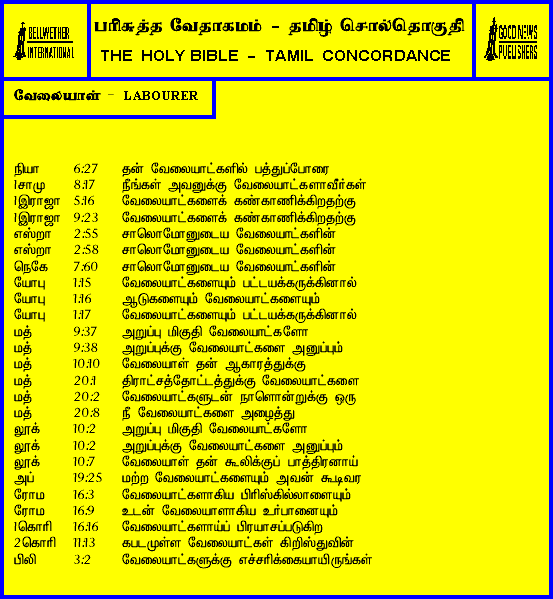 BELLWETHER INTERNATIONAL
பரிசுத்த வேதாகமம் - தமிழ் சொல்தொகுதி
THE HOLY BIBLE - TAMIL CONCORDANCE
GOOD NEWS PUBLISHERS
வேலையாள் - LABOURER
நியா 6:27 தன் வேலையாட்களில் பத்துப்போரை
1சாமு 8:17 நீங்கள் அவனுக்கு வேலையாட்களாவீர்கள்
1இராஜா 5:16 வேலையாட்களைக் கண்காணிக்கிறதற்கு
1இராஜா 9:23 வேலையாட்களைக் கண்காணிக்கிறதற்கு
எஸ்றா 2:55 சாலொமோனுடைய வேலையாட்களின்
எஸ்றா 2:58 சாலொமோனுடைய வேலையாட்களின்
நெகே 7:60 சாலொமோனுடைய வேலையாட்களின்
யோபு 1:15 வேலையாட்களையும் பட்டயக்கருக்கினால்
யோபு 1:16 ஆடுகளையும் வேலையாட்களையும்
யோபு 1:17 வேலையாட்களையும் பட்டயக்கருக்கினால்
மத் 9:37 அறுப்பு மிகுதி வேலையாட்களோ
மத் 9:38 அறுப்புக்கு வேலையாட்களை அனுப்பும்
மத் 10:10 வேலையாள் தன் ஆகாரத்துக்கு
மத் 20:1 திராட்சத்தோட்டத்துக்கு வேலையாட்களை
மத் 20:2 வேலையாட்களுடன் நாளொன்றுக்கு ஒரு
மத் 20:8 நீ வேலையாட்களை அழைத்து
லூக் 10:2 அறுப்பு மிகுதி வேலையாட்களோ
லூக் 10:2 அறுப்புக்கு வேலையாட்களை அனுப்பும்
லூக் 10:7 வேலையாள் தன் கூலிக்குப் பாத்திரனாய்
அப் 19:25 மற்ற வேலையாட்களையும் அவன் கூடிவர
ரோம 16:3 வேலையாட்களாகிய பிரிஸ்கில்லாளையும்
ரோம 16:9 உடன் வேலையாளாகிய உர்பானையும்
1கொரி 16:16 வேலையாட்களாய்ப் பிரயாசப்படுகிற
2கொரி 11:13 கபடமுள்ள வேலையாட்கள் கிறிஸ்துவின்
பிலி 3:2 வேலையாட்களுக்கு எச்சரிக்கையாயிருங்கள்